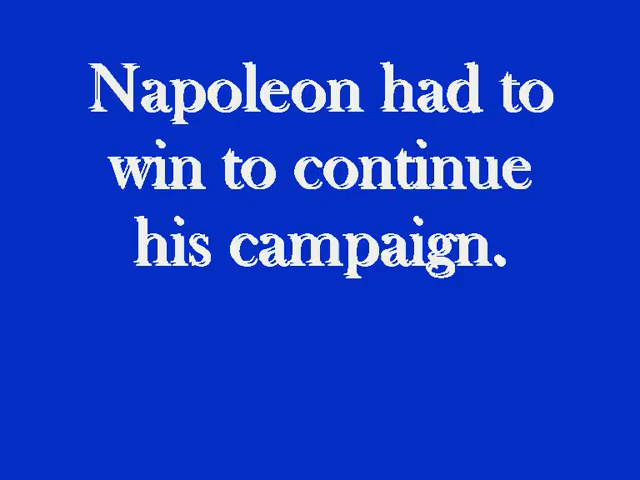 Napoleon had to
win to continue
his campaign.